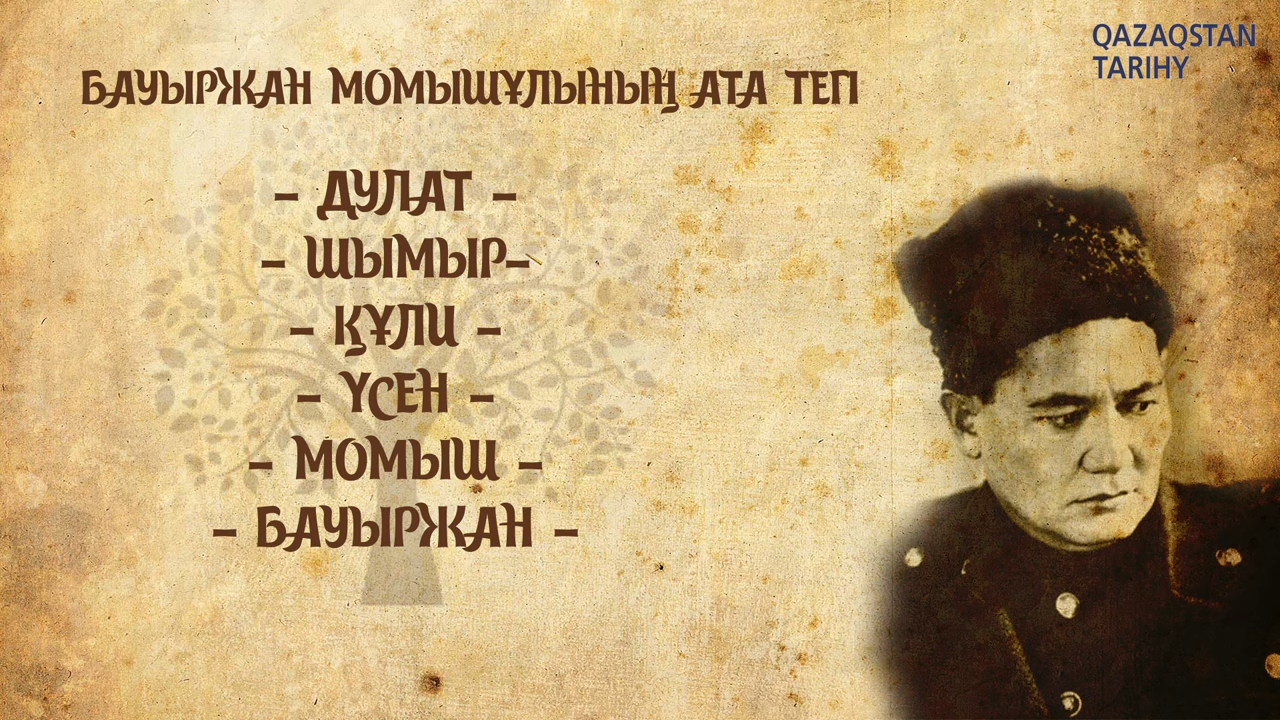 QAZAQSTAN
TARIHY
БАУЫРЖАН МОМЫШҰЛЫНЫҢ АТА ТЕГІ
– ДУЛАТ –
– ШЫМЫР–
– ҚҰЛИ –
– ҮСЕН –
– МОМЫШ –
– БАУЫРЖАН –